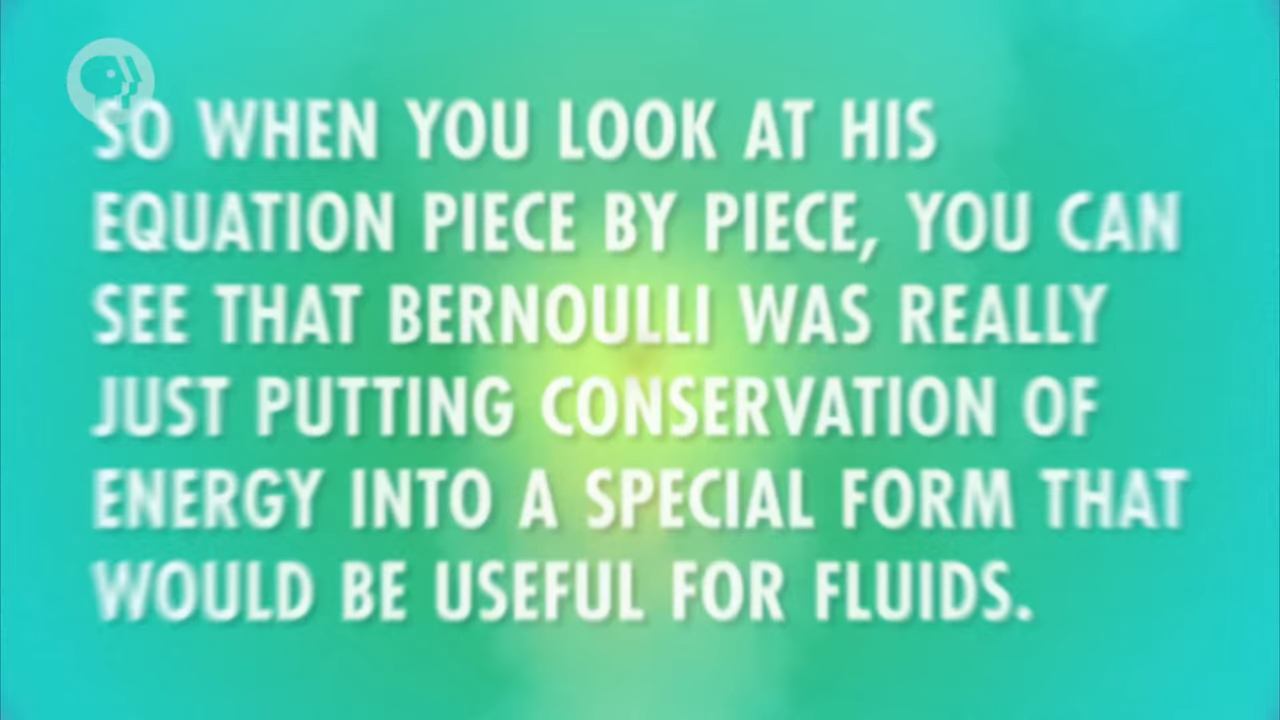 SO WHEN YOU LOOK AT HIS
EQUATION PIECE BY PIECE, YOU CAN
SEE THAT BERNOULLI WAS REALLY
JUST PUTTING CONSERVATION OF
ENERGY INTO A SPECIAL FORM THAT
WOULD BE USEFUL FOR FLUIDS.